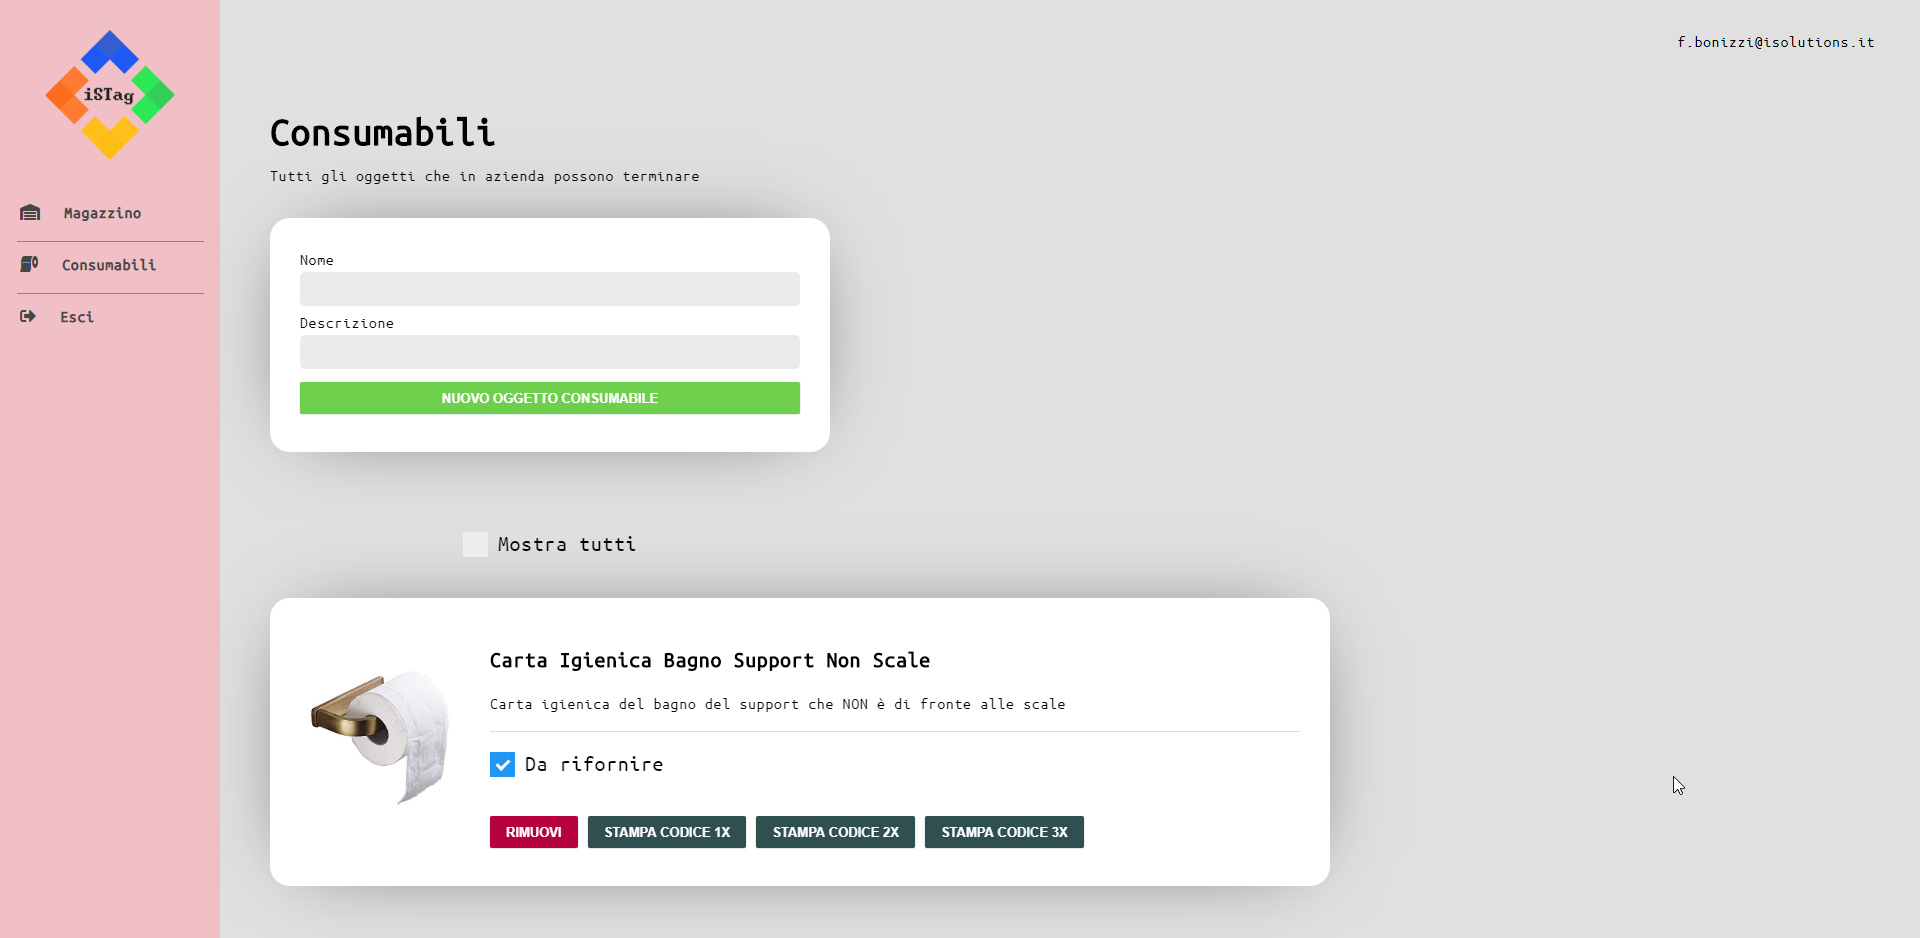 iSTag
Magazzino
Consumabili
Esci
f.bonizzi@isolutions.it
Consumabili
Tutti gli oggetti che in azienda possono terminare
Nome
Descrizione
NUOVO OGGETTO CONSUMABILE
Mostra tutti
Carta Igienica Bagno Support Non Scale
Carta igienica del bagno del support che NON è di fronte alle scale
Da rifornire
RIMUOVI STAMPA CODICE 1X STAMPA CODICE 2X STAMPA CODICE 3X